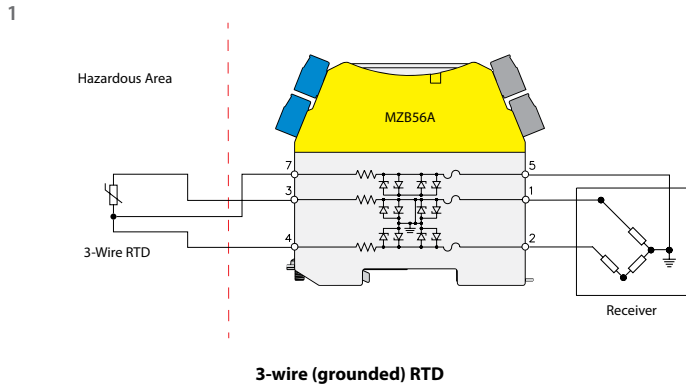 1
Hazardous Area
MZB56A
7
5
3
1
4
2
3-Wire RTD
Receiver
3-wire (grounded) RTD